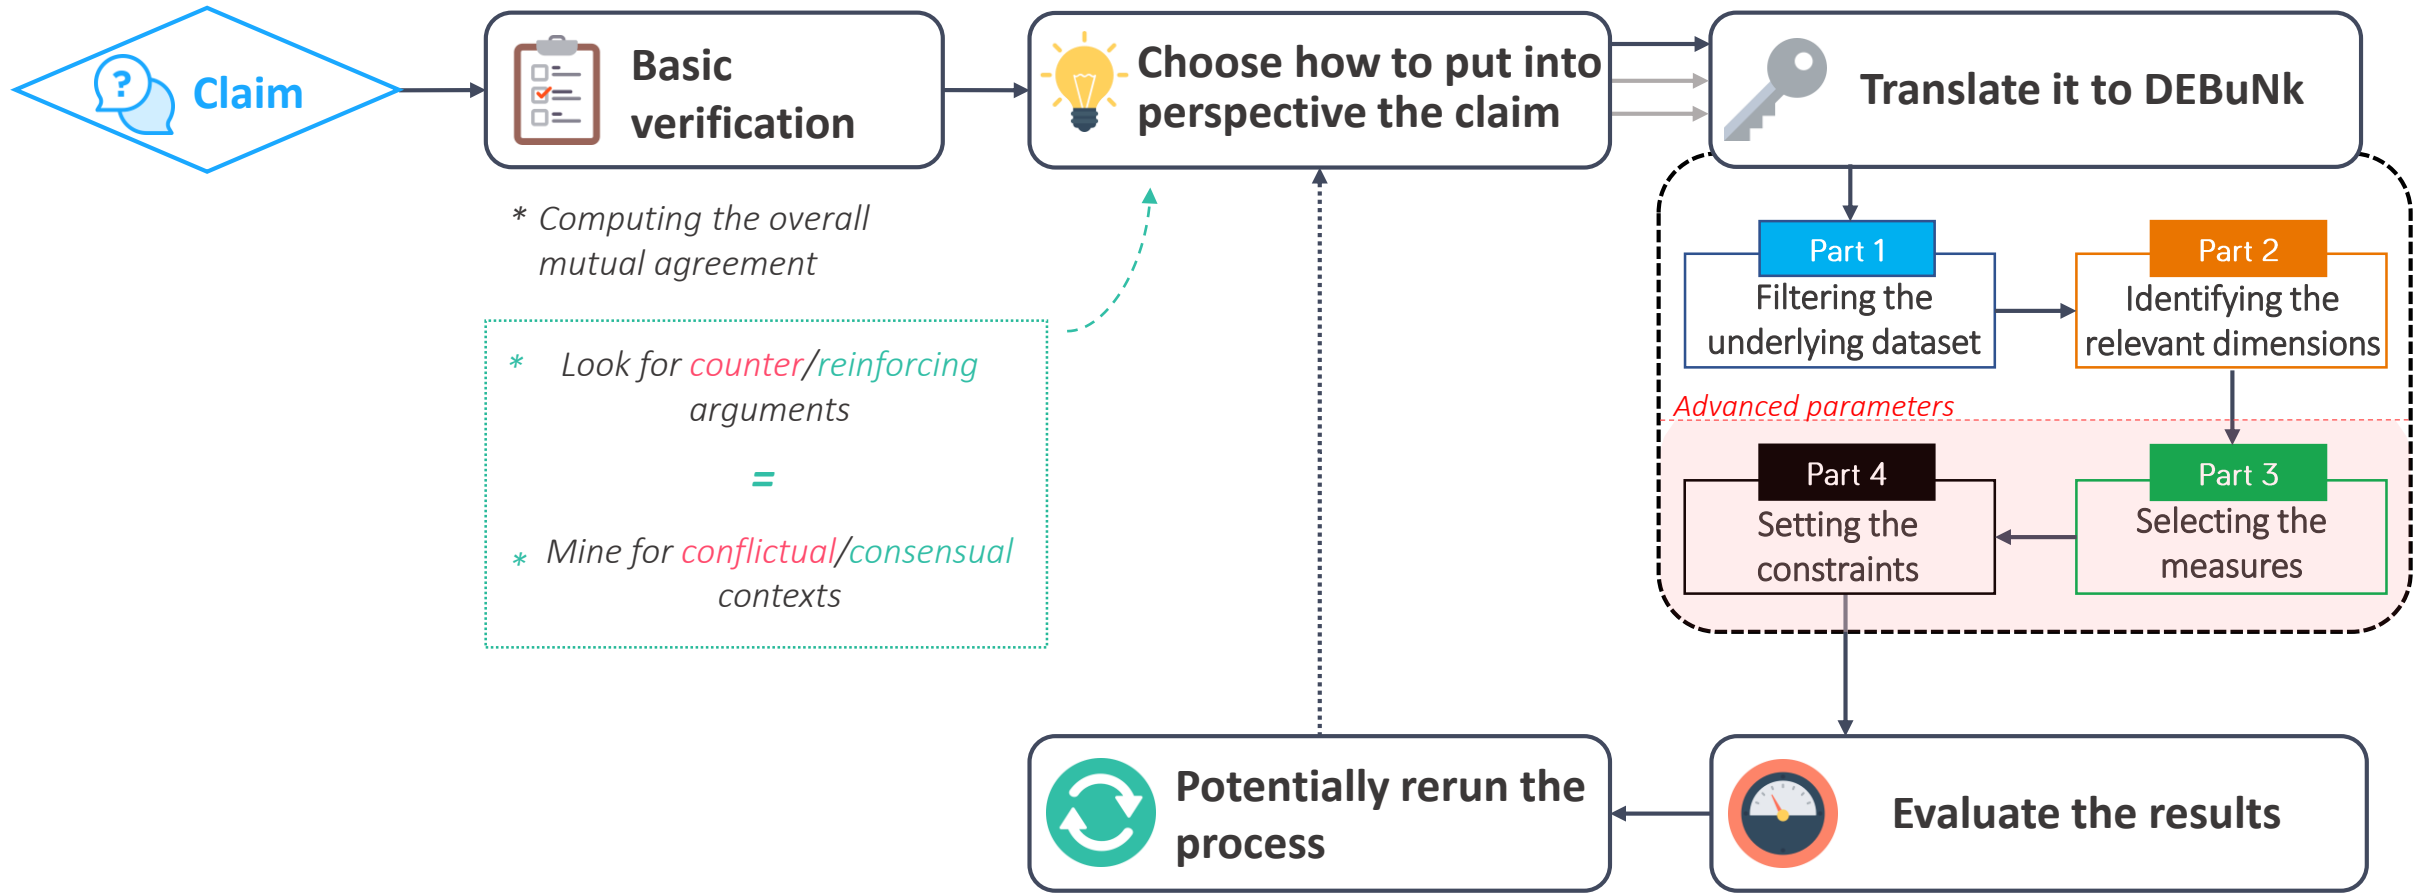 ?
Claim
Basic
verification
Choose how to put into
perspective the claim
Translate it to DEBuNk
* Computing the overall
mutual agreement
* Look for counter/reinforcing
arguments
=
* Mine for conflictual/consensual
contexts
Part 1
Filtering the
underlying dataset
Part 2
Identifying the
relevant dimensions
Advanced parameters
Part 3
Selecting the
measures
Part 4
Setting the
constraints
Evaluate the results
Potentially rerun the
process